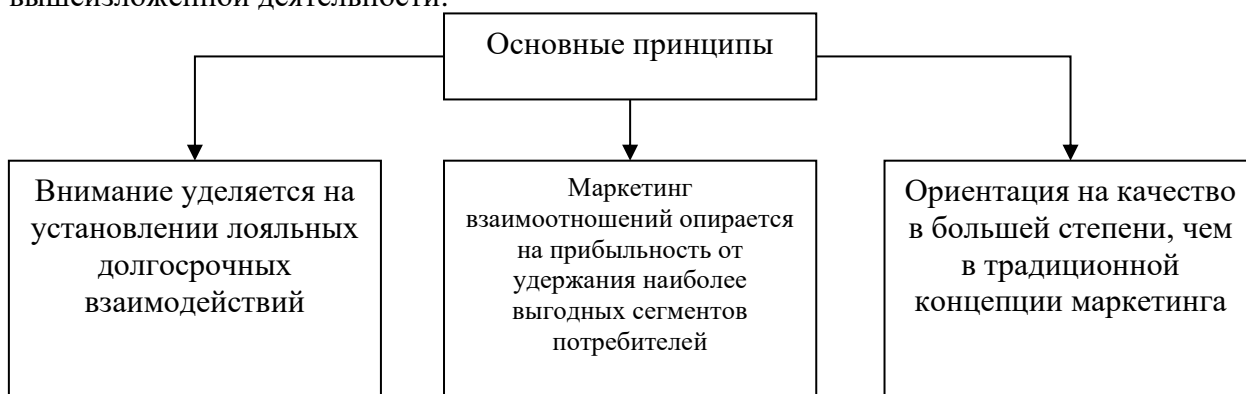 вышеизложенной деятельности.
Основные принципы
Внимание уделяется на
установлении лояльных
долгосрочных
взаимодействий
Маркетинг
взаимоотношений опирается
на прибыльность от
удержания наиболее
выгодных сегментов
потребителей
Ориентация на качество
в большей степени, чем
в традиционной
концепции маркетинга